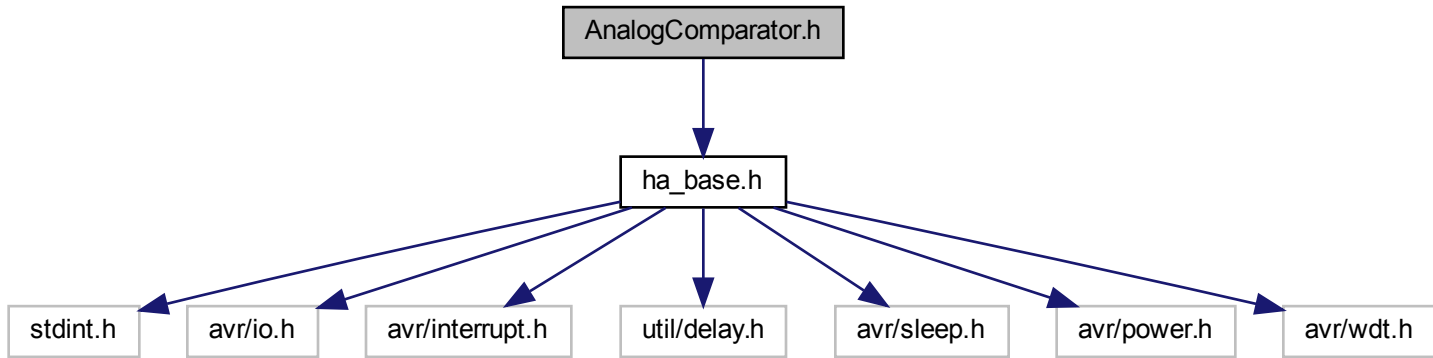 AnalogComparator.h
ha_base.h
stdint.h
avr/io.h
avr/interrupt.h
util/delay.h
avr/sleep.h
avr/power.h
avr/wdt.h